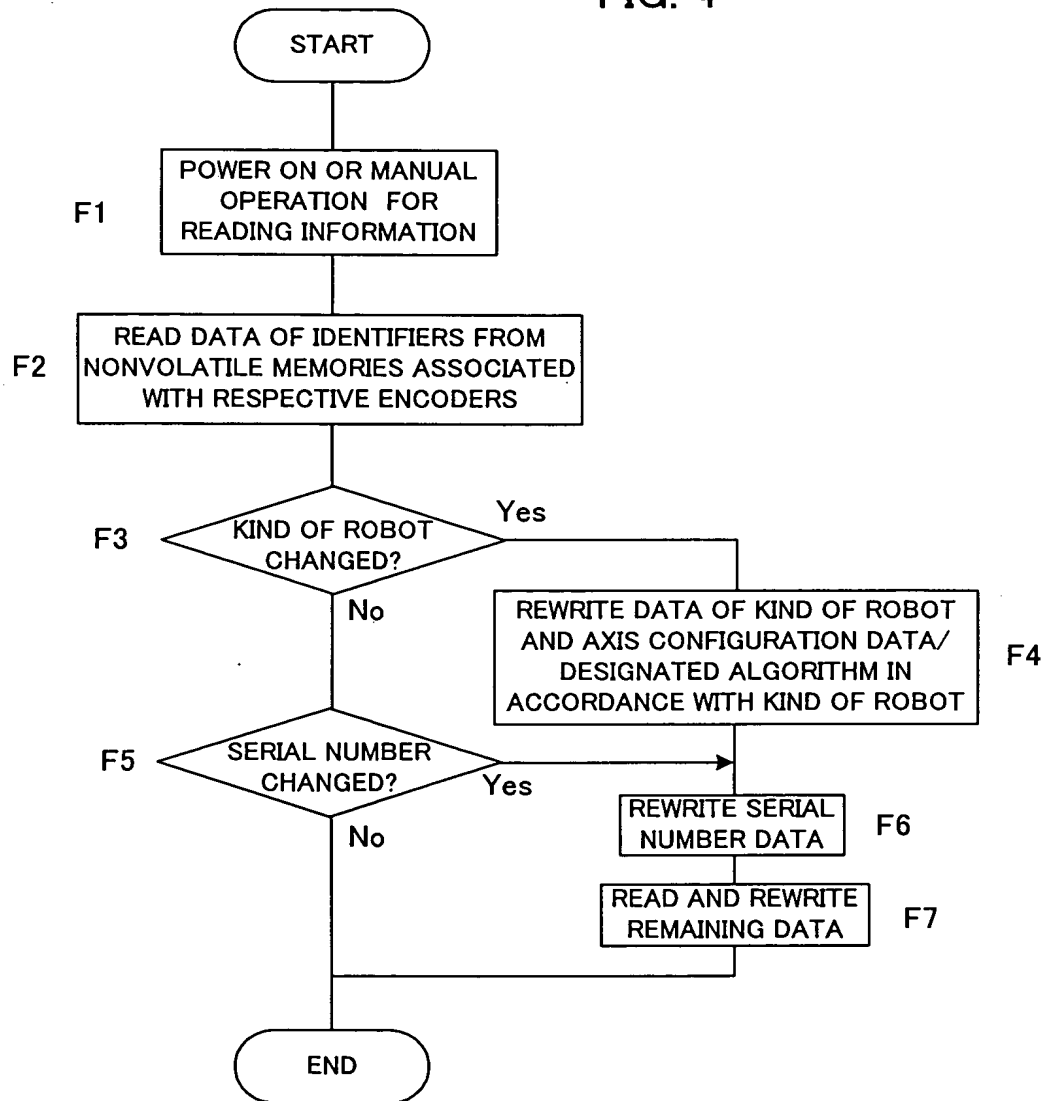 FIG. 4
START
F1
POWER ON OR MANUAL
OPERATION FOR
READING INFORMATION
F2
READ DATA OF IDENTIFIERS FROM
NONVOLATILE MEMORIES ASSOCIATED
WITH RESPECTIVE ENCODERS
F3
KIND OF ROBOT
CHANGED?
Yes
No
REWRITE DATA OF KIND OF ROBOT
AND AXIS CONFIGURATION DATA/
DESIGNATED ALGORITHM IN
ACCORDANCE WITH KIND OF ROBOT
F4
F5
SERIAL NUMBER
CHANGED?
Yes
No
REWRITE SERIAL
NUMBER DATA
F6
READ AND REWRITE
REMAINING DATA
F7
END